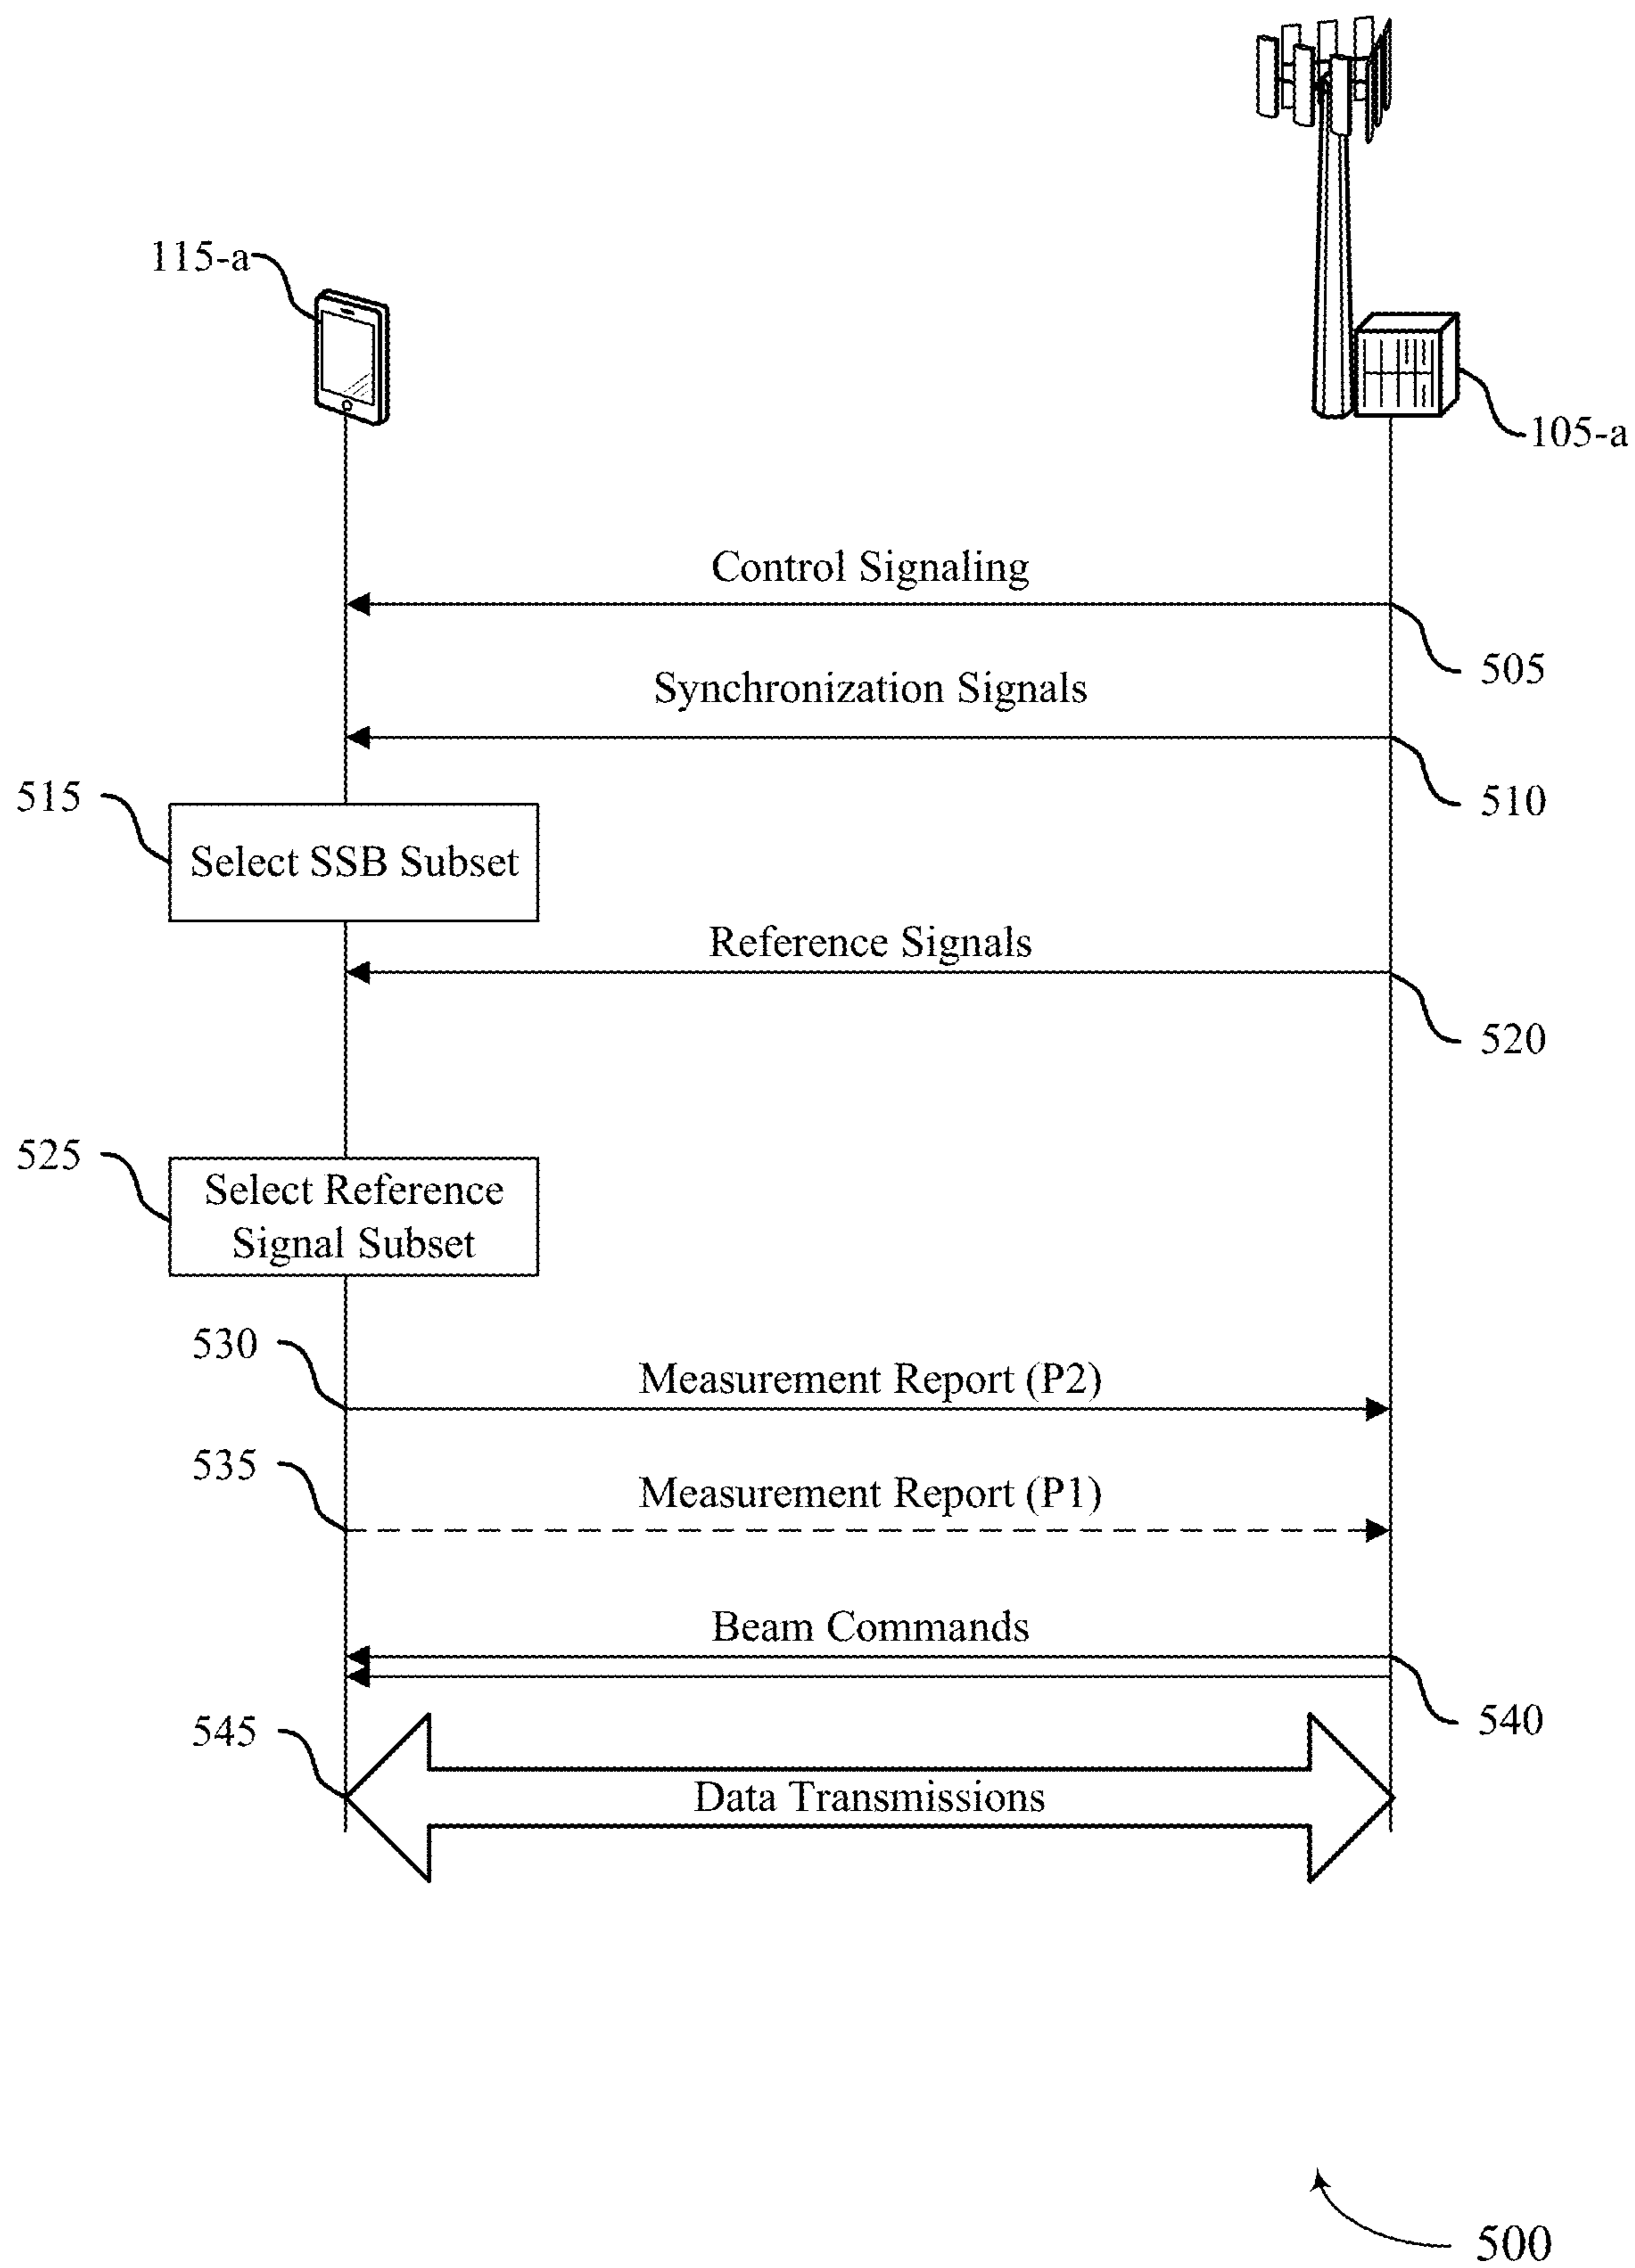 115-a
105-a
Control Signaling
505
Synchronization Signals
510
515
Select SSB Subset
Reference Signals
520
525
Select Reference
Signal Subset
530
Measurement Report (P2)
535
Measurement Report (P1)
Beam Commands
540
545
Data Transmissions
500